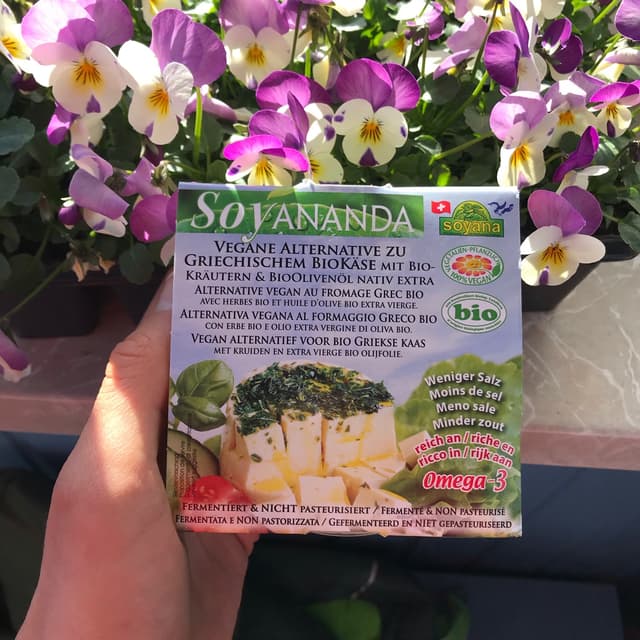 SOYANANDA
soyana
VEGANE ALTERNATIVE ZU
GRIECHISCHEM BIOKÄSE MIT BIO-
KRÄUTERN & BIOOLIVENÖL NATIV EXTRA
ALTERNATIVE VEGAN AU FROMAGE GREC BIO
AVEC HERBES BIO ET HUILE D'OLIVE BIO EXTRA VIERGE.
ALTERNATIVA VEGANA AL FORMAGGIO GRECO BIO
CON ERBE BIO E OLIO EXTRA VERGINE DI OLIVA BIO.
VEGAN ALTERNATIEF VOOR BIO GRIEKSE KAAS
MET KRUIDEN EN EXTRA VIERGE BIO OLIJFOLIE.
100% VEGAN
bio
Weniger Salz
Moins de sel
Meno sale
Minder zout
reich an / riche en
ricco in / rijk aan
Omega-3
FERMENTIERT & NICHT PASTEURISIERT / FERMENTÉ & NON PASTEURISÉ
FERMENTATA E NON PASTORIZZATA / GEFERMENTEERD EN NIET GEPASTEURISEERD